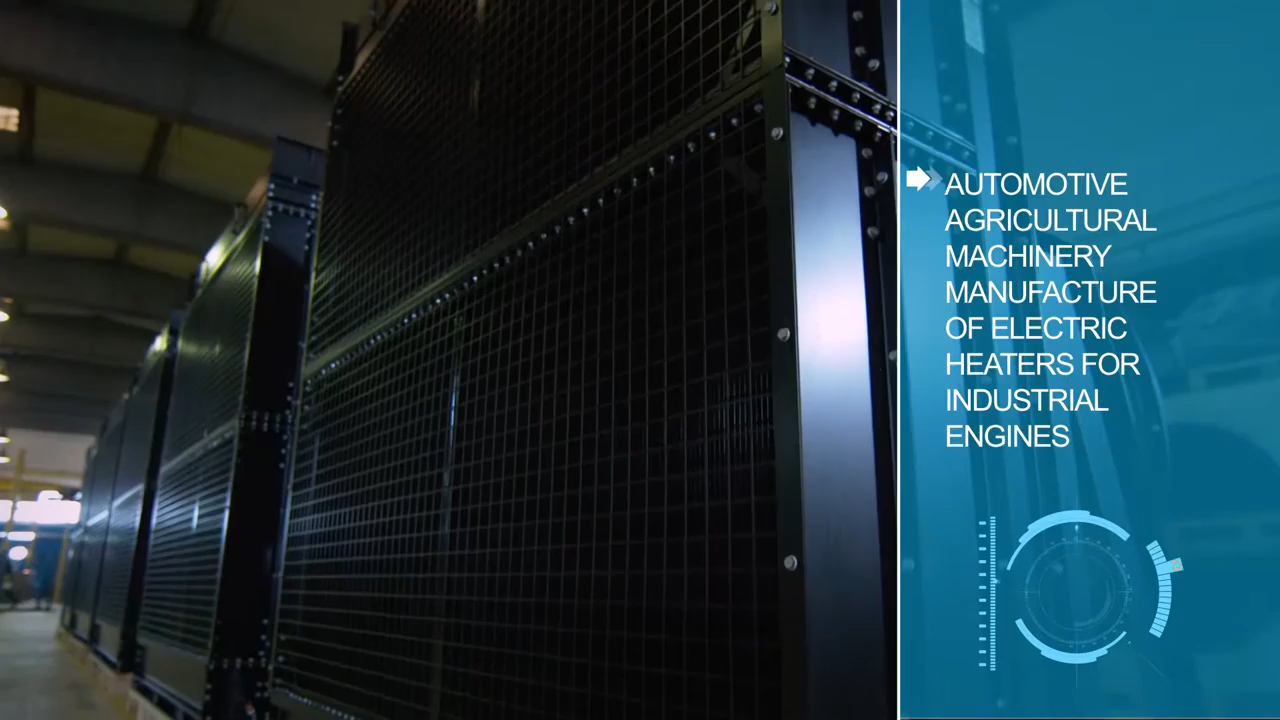 AUTOMOTIVE
AGRICULTURAL
MACHINERY
MANUFACTURE
OF ELECTRIC
HEATERS FOR
INDUSTRIAL
ENGINES